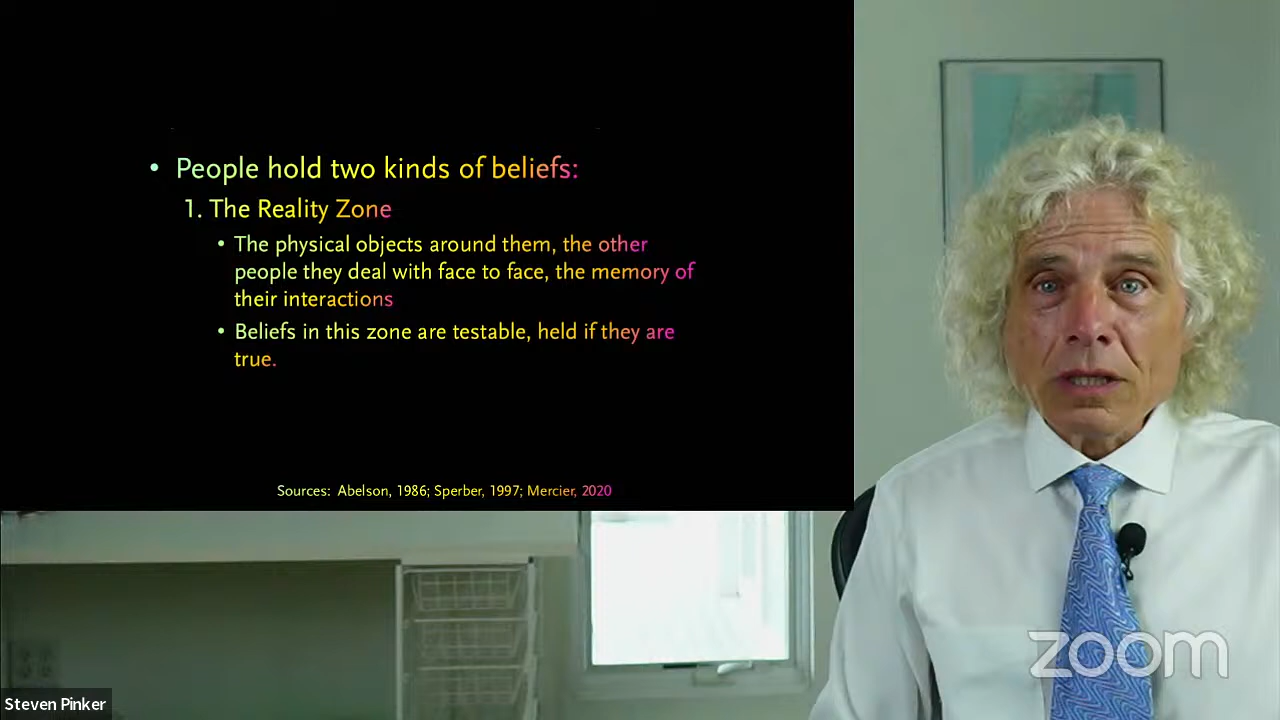 • People hold two kinds of beliefs:
1. The Reality Zone
• The physical objects around them, the other
people they deal with face to face, the memory of
their interactions
• Beliefs in this zone are testable, held if they are
true.
Sources: Abelson, 1986; Sperber, 1997; Mercier, 2020
zoom
Steven Pinker